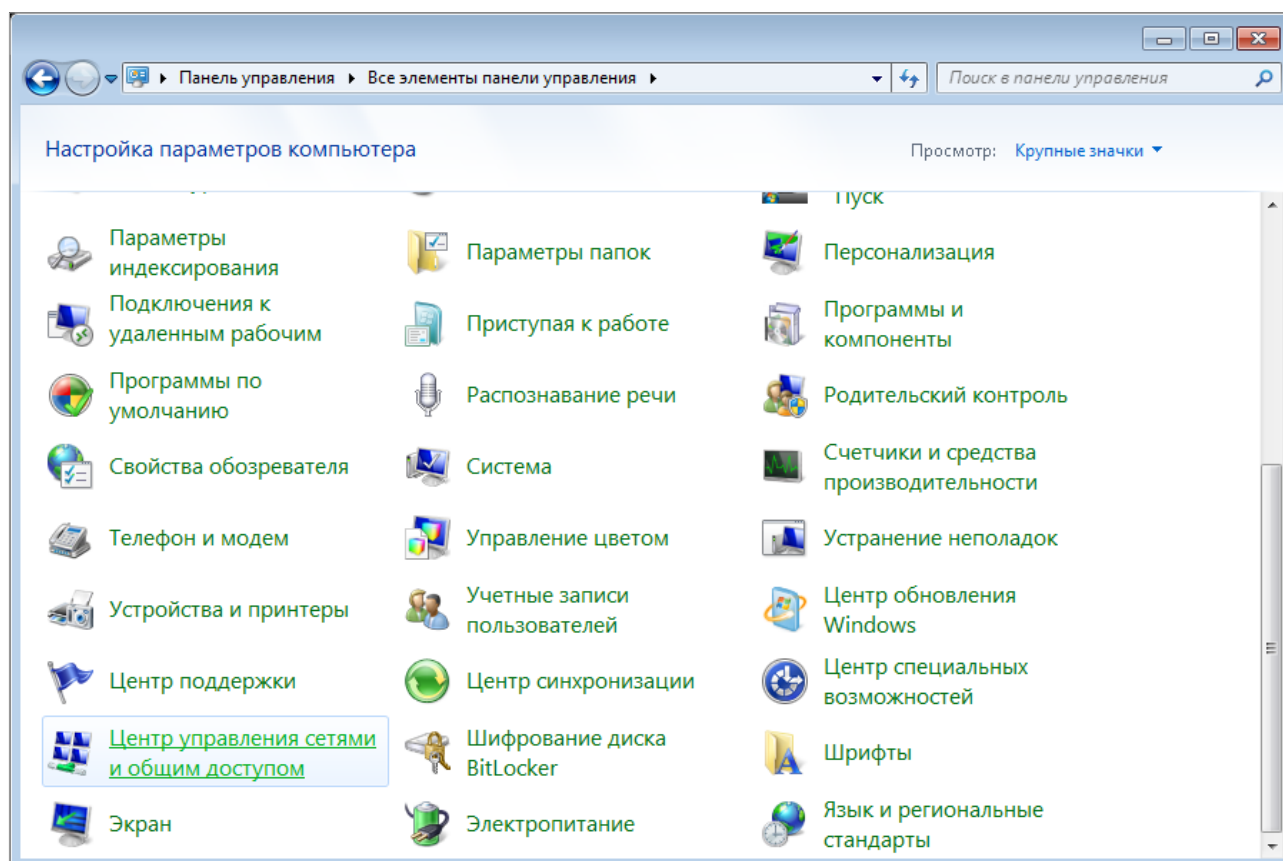 Панель управления
Все элементы панели управления
Поиск в панели управления
Настройка параметров компьютера
Просмотр:
Крупные значки
Пуск
Параметры
индексирования
Параметры папок
Персонализация
Подключения к
удаленным рабочим
Приступая к работе
Программы и
компоненты
Программы по
умолчанию
Распознавание речи
Родительский контроль
Свойства обозревателя
Система
Счетчики и средства
производительности
Телефон и модем
Управление цветом
Устранение неполадок
Устройства и принтеры
Учетные записи
пользователей
Центр обновления
Windows
Центр поддержки
Центр синхронизации
Центр специальных
возможностей
Центр управления сетями
и общим доступом
Шифрование диска
BitLocker
Шрифты
Экран
Электропитание
Язык и региональные
стандарты